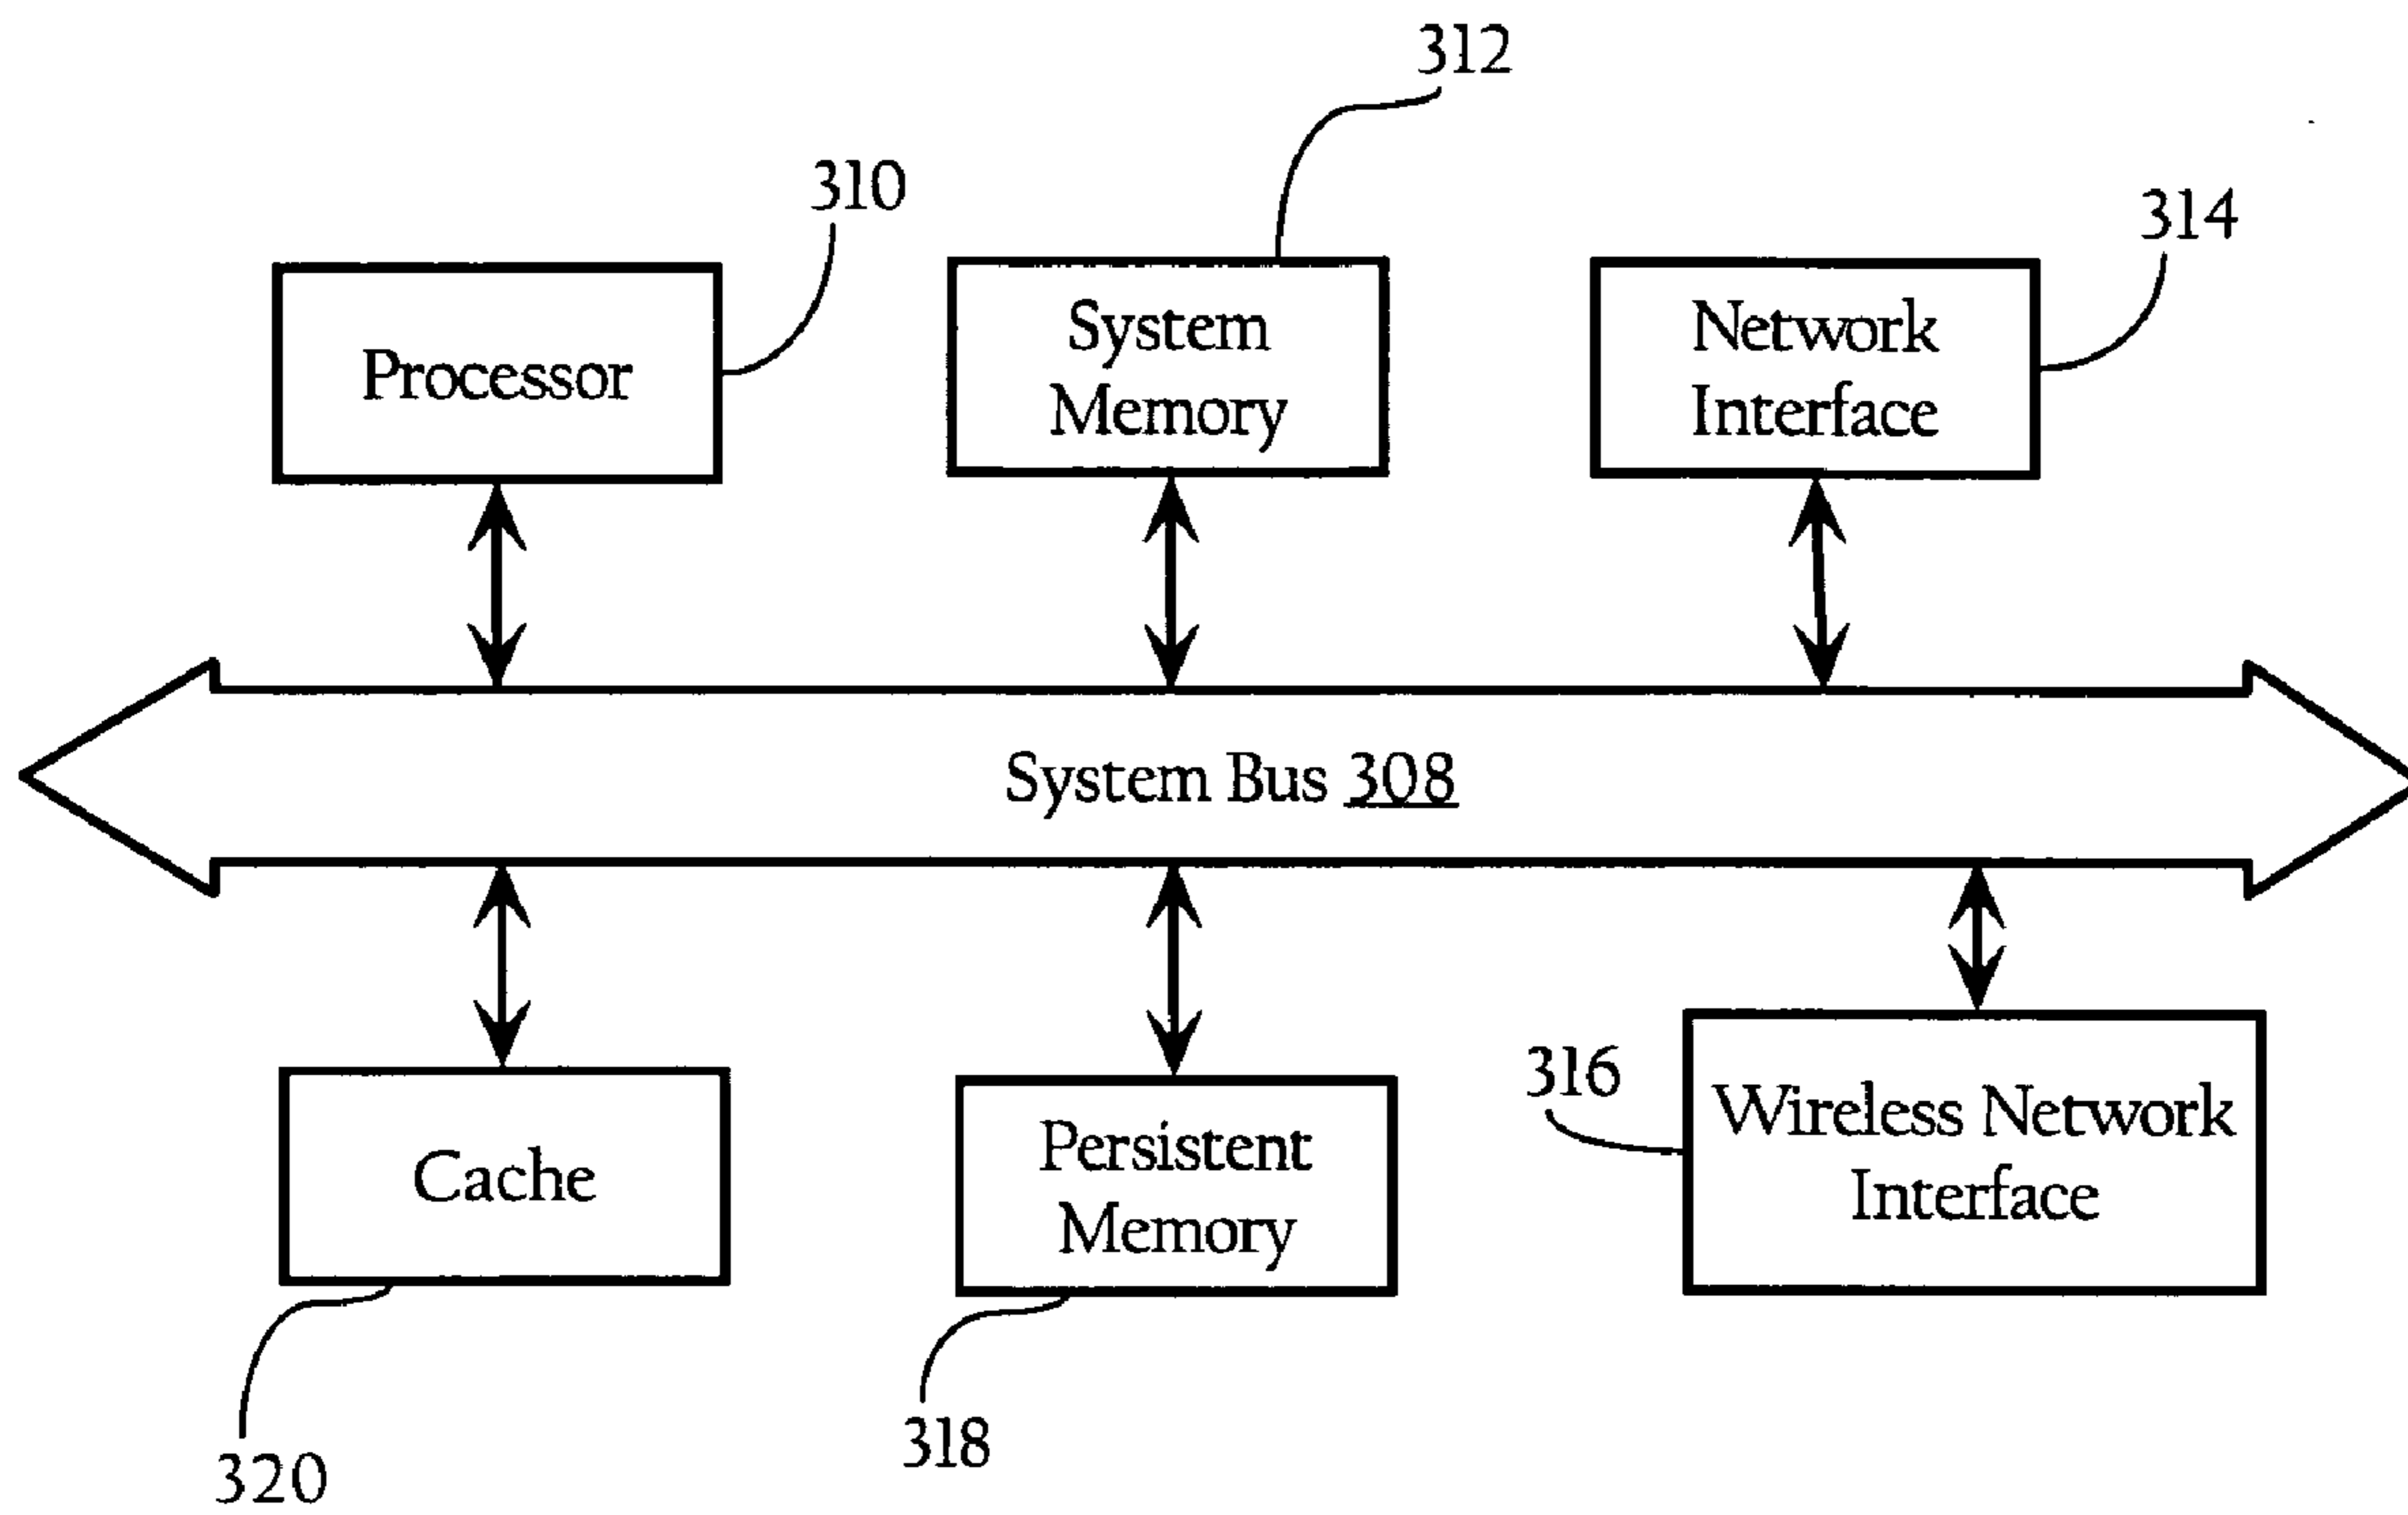 312
310
314
Processor
System
Memory
Network
Interface
System Bus 308
316
Cache
Persistent
Memory
Wireless Network
Interface
318
320